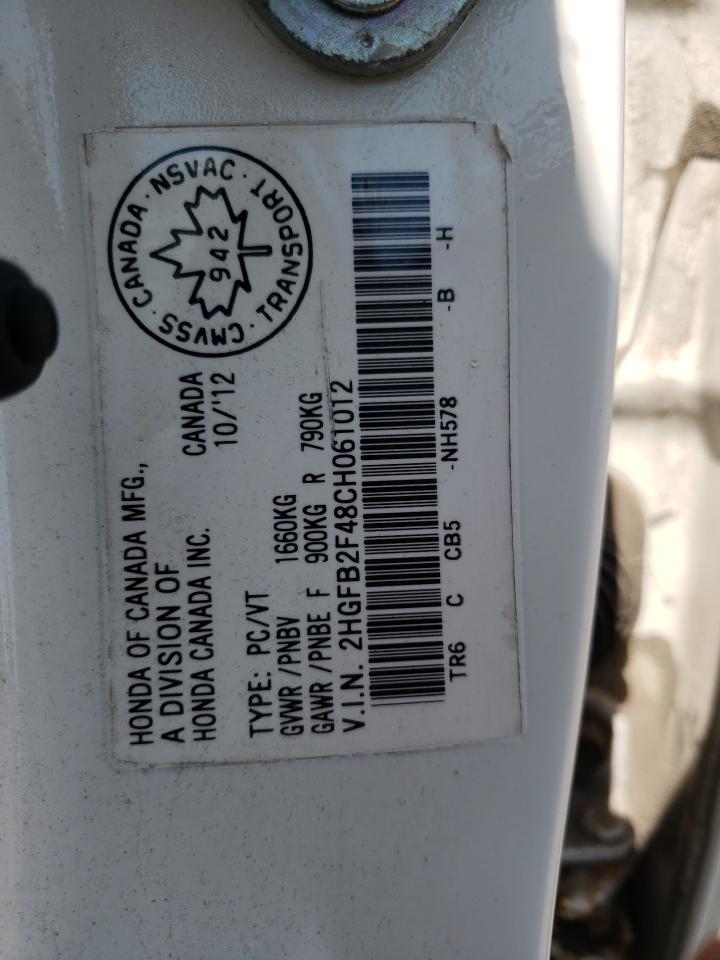 HONDA OF CANADA MFG.,
A DIVISION OF
HONDA CANADA INC.
CANADA
10/'12
CANADA · NSVAC · TRANSPORT · CMVSS ·
942
TYPE: PC/VT
GVWR /PNBV 1660KG
GAWR /PNBE F 900KG R 790KG
V.I.N. 2HGFB2F48CH061012
TR6 C CB5 -NH578 -B -H